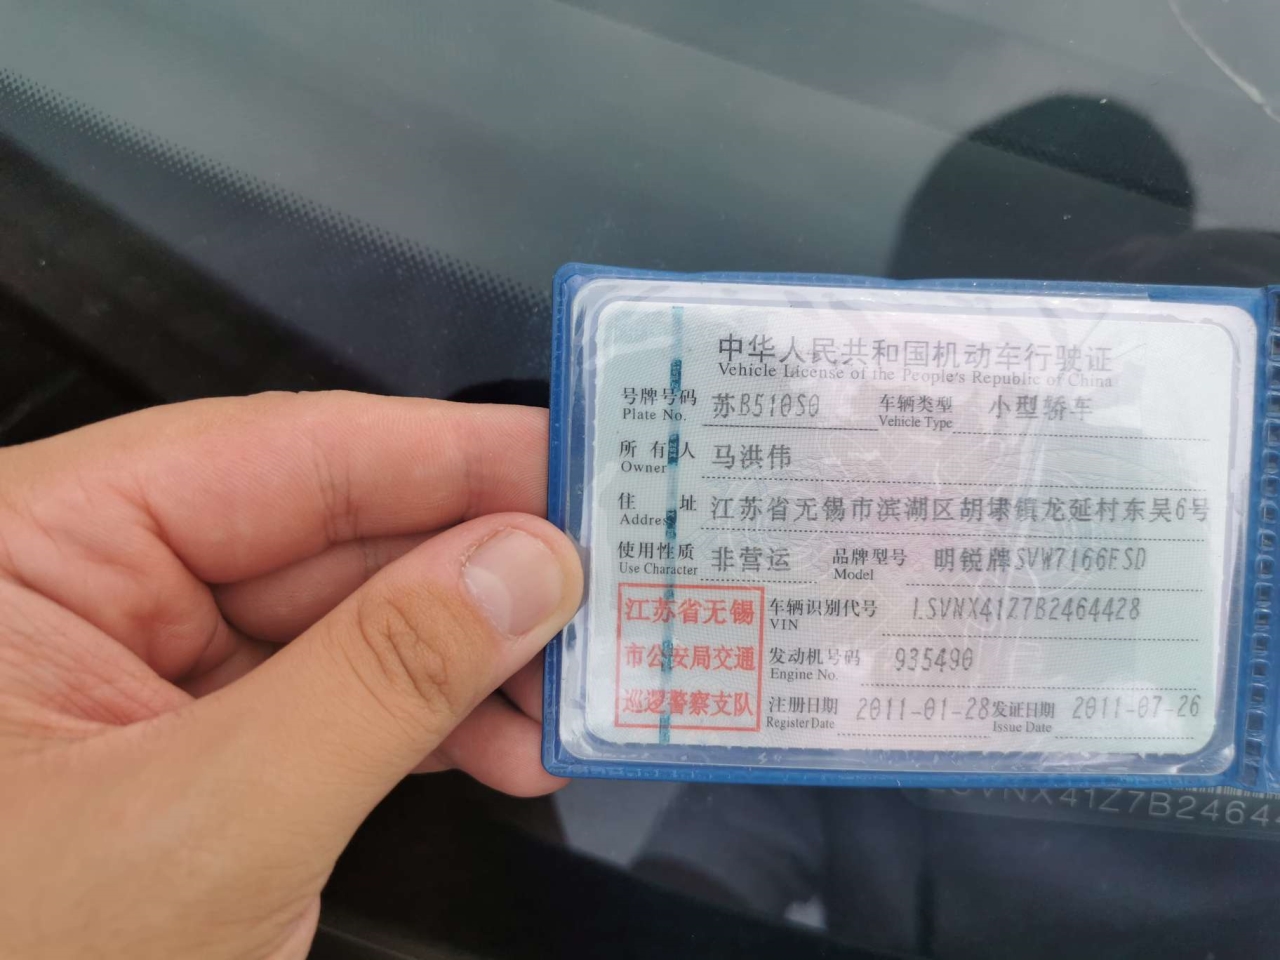 中华人民共和国机动车行驶证
Vehicle License of the People's Republic of China
号牌号码 苏B510S0 车辆类型 小型轿车
Plate No. Vehicle Type
所有人 马洪伟
Owner
住址 江苏省无锡市滨湖区胡埭镇龙延村东吴6号
Address
使用性质 非营运 品牌型号 明锐牌SVW7166FSD
Use Character Model
江苏省无锡
市公安局交通
巡逻警察支队
车辆识别代号 LSVNX41Z7B2464428
VIN
发动机号码 935490
Engine No.
注册日期 2011-01-28 发证日期 2011-07-26
Register Date Issue Date
LSVNX41Z7B2464